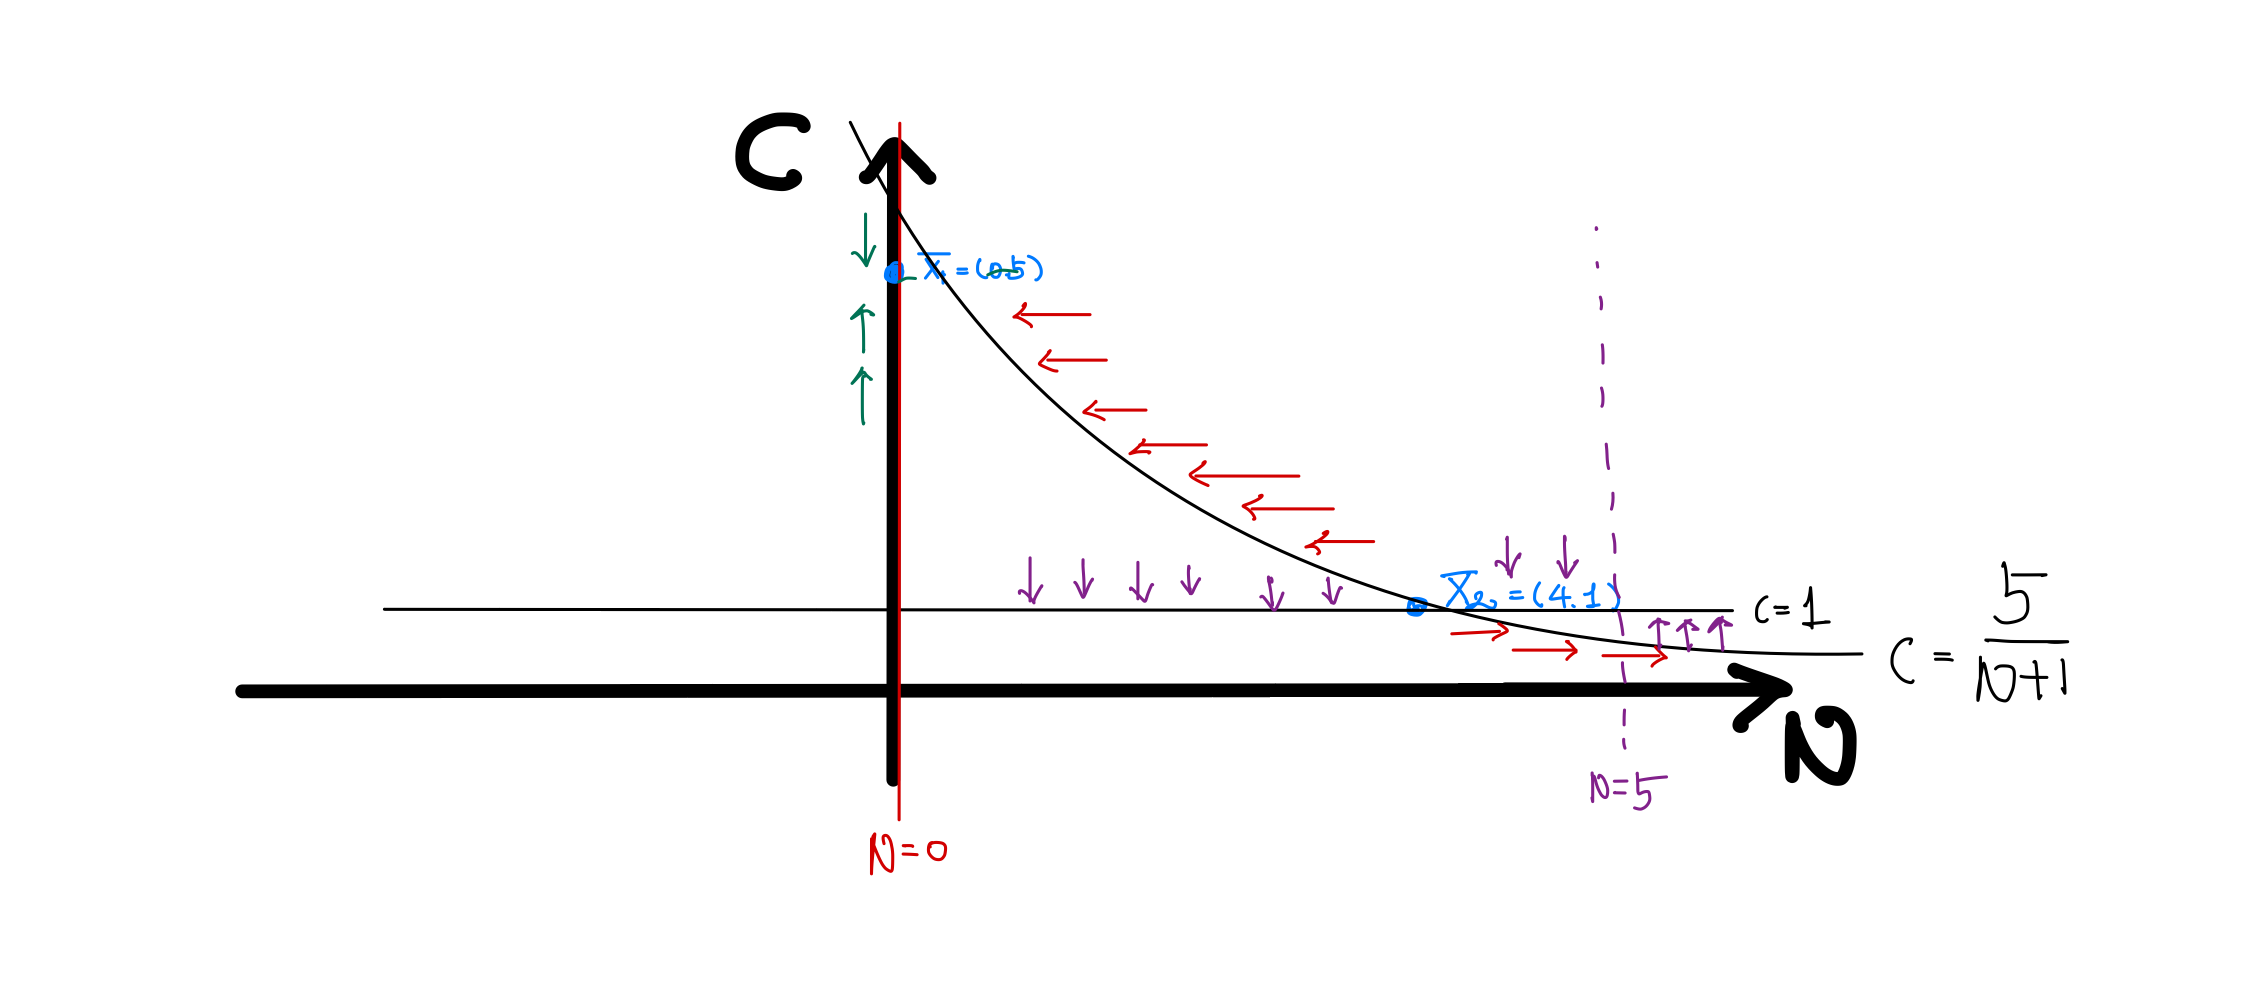 C
X̅₁ = (0.5)
X̅₂ = (4.1)
C=1
C = 5/(N+1)
N
N=5
N=0